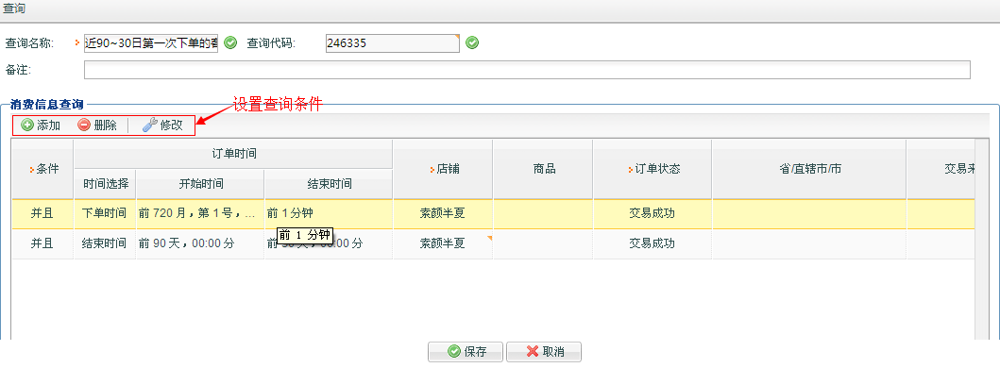 查询
查询名称: 近90~30日第一次下单的客 查询代码: 246335
备注:
消费信息查询
设置查询条件
添加 删除 修改
条件 订单时间 店铺 商品 订单状态 省/直辖市/市 交易来
时间选择 开始时间 结束时间
并且 下单时间 前 720 月，第 1 号，... 前 1 分钟 素颜半夏 交易成功
前 1 分钟
并且 结束时间 前 90 天，00:00 分 素颜半夏 交易成功
保存 取消